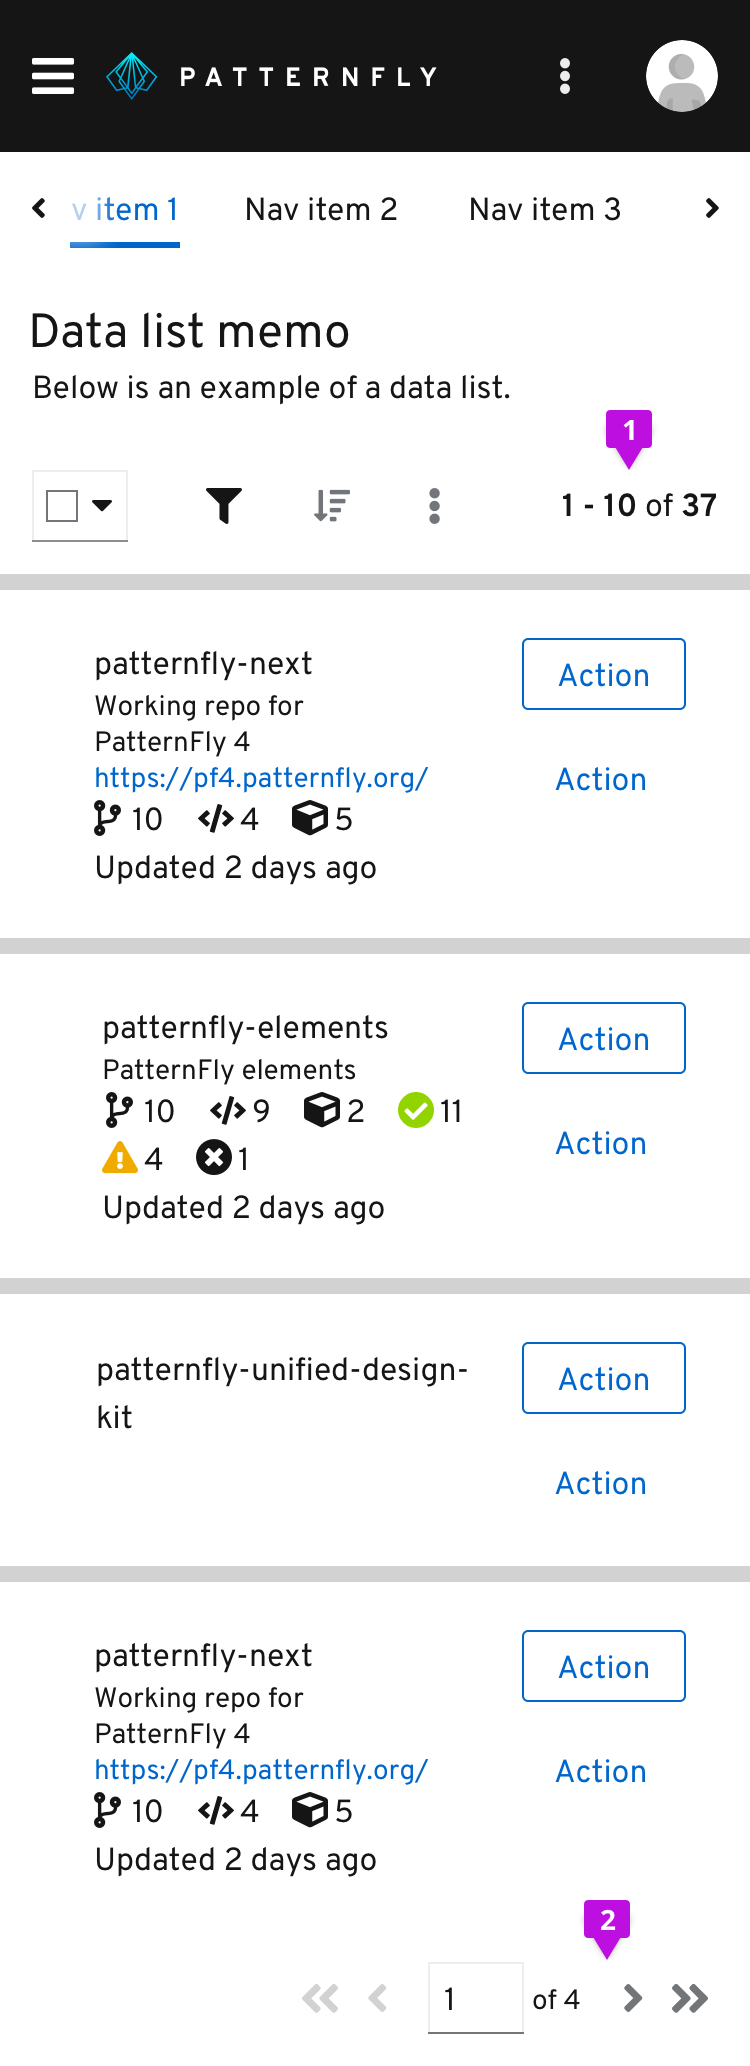 PATTERNFLY
v item 1 Nav item 2 Nav item 3
Data list memo
Below is an example of a data list.
1
1 - 10 of 37
patternfly-next
Action
Working repo for
PatternFly 4
https://pf4.patternfly.org/
Action
10 4 5
Updated 2 days ago
patternfly-elements
Action
PatternFly elements
10 9 2 11
Action
4 1
Updated 2 days ago
patternfly-unified-design-
Action
kit
Action
patternfly-next
Action
Working repo for
PatternFly 4
https://pf4.patternfly.org/
Action
10 4 5
Updated 2 days ago
2
1 of 4